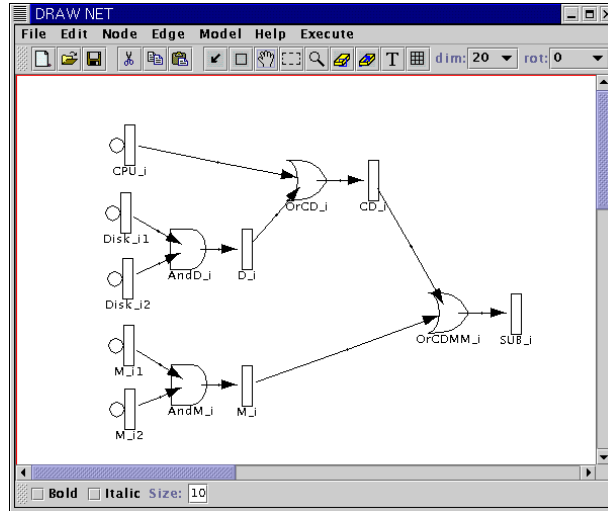 DRAW NET
File Edit Node Edge Model Help Execute
T dim: 20 rot: 0
CPU_i
OrCD_i
CD_i
Disk_i1
AndD_i
D_i
Disk_i2
OrCDMM_i
SUB_i
M_i1
AndM_i
M_i
M_i2
Bold Italic Size: 10